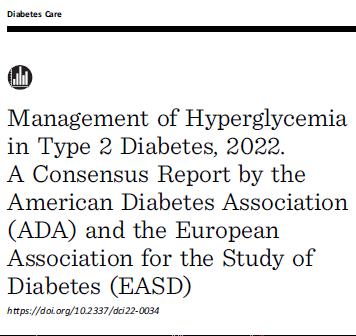 Diabetes Care
Management of Hyperglycemia
in Type 2 Diabetes, 2022.
A Consensus Report by the
American Diabetes Association
(ADA) and the European
Association for the Study of
Diabetes (EASD)
https://doi.org/10.2337/dci22-0034